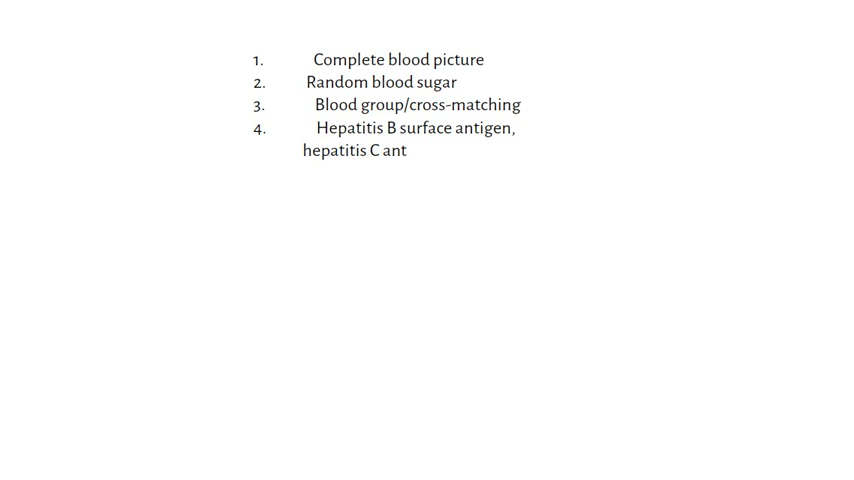 1. Complete blood picture
2. Random blood sugar
3. Blood group/cross-matching
4. Hepatitis B surface antigen,
hepatitis C ant